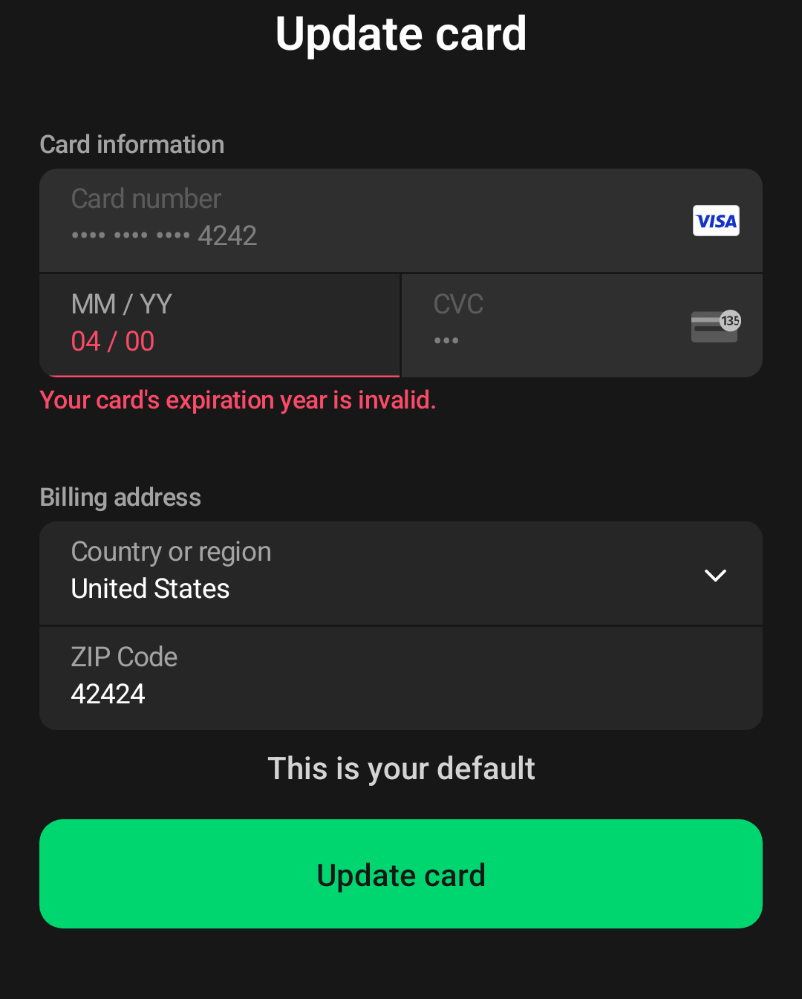 Update card
Card information
Card number
•••• •••• •••• 4242
VISA
MM / YY
04 / 00
CVC
•••
135
Your card's expiration year is invalid.
Billing address
Country or region
United States
ZIP Code
42424
This is your default
Update card